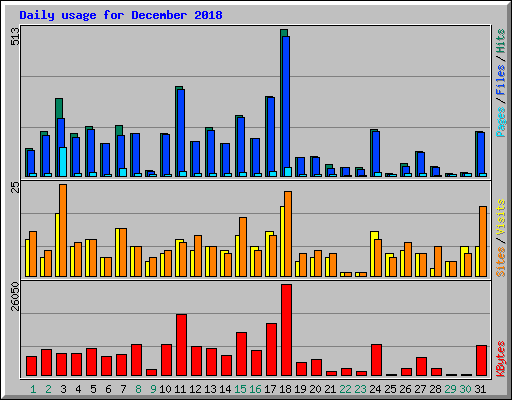 Daily usage for December 2018
513
Pages / Files / Hits
25
Sites / Visits
26050
KBytes
1 2 3 4 5 6 7 8 9 10 11 12 13 14 15 16 17 18 19 20 21 22 23 24 25 26 27 28 29 30 31